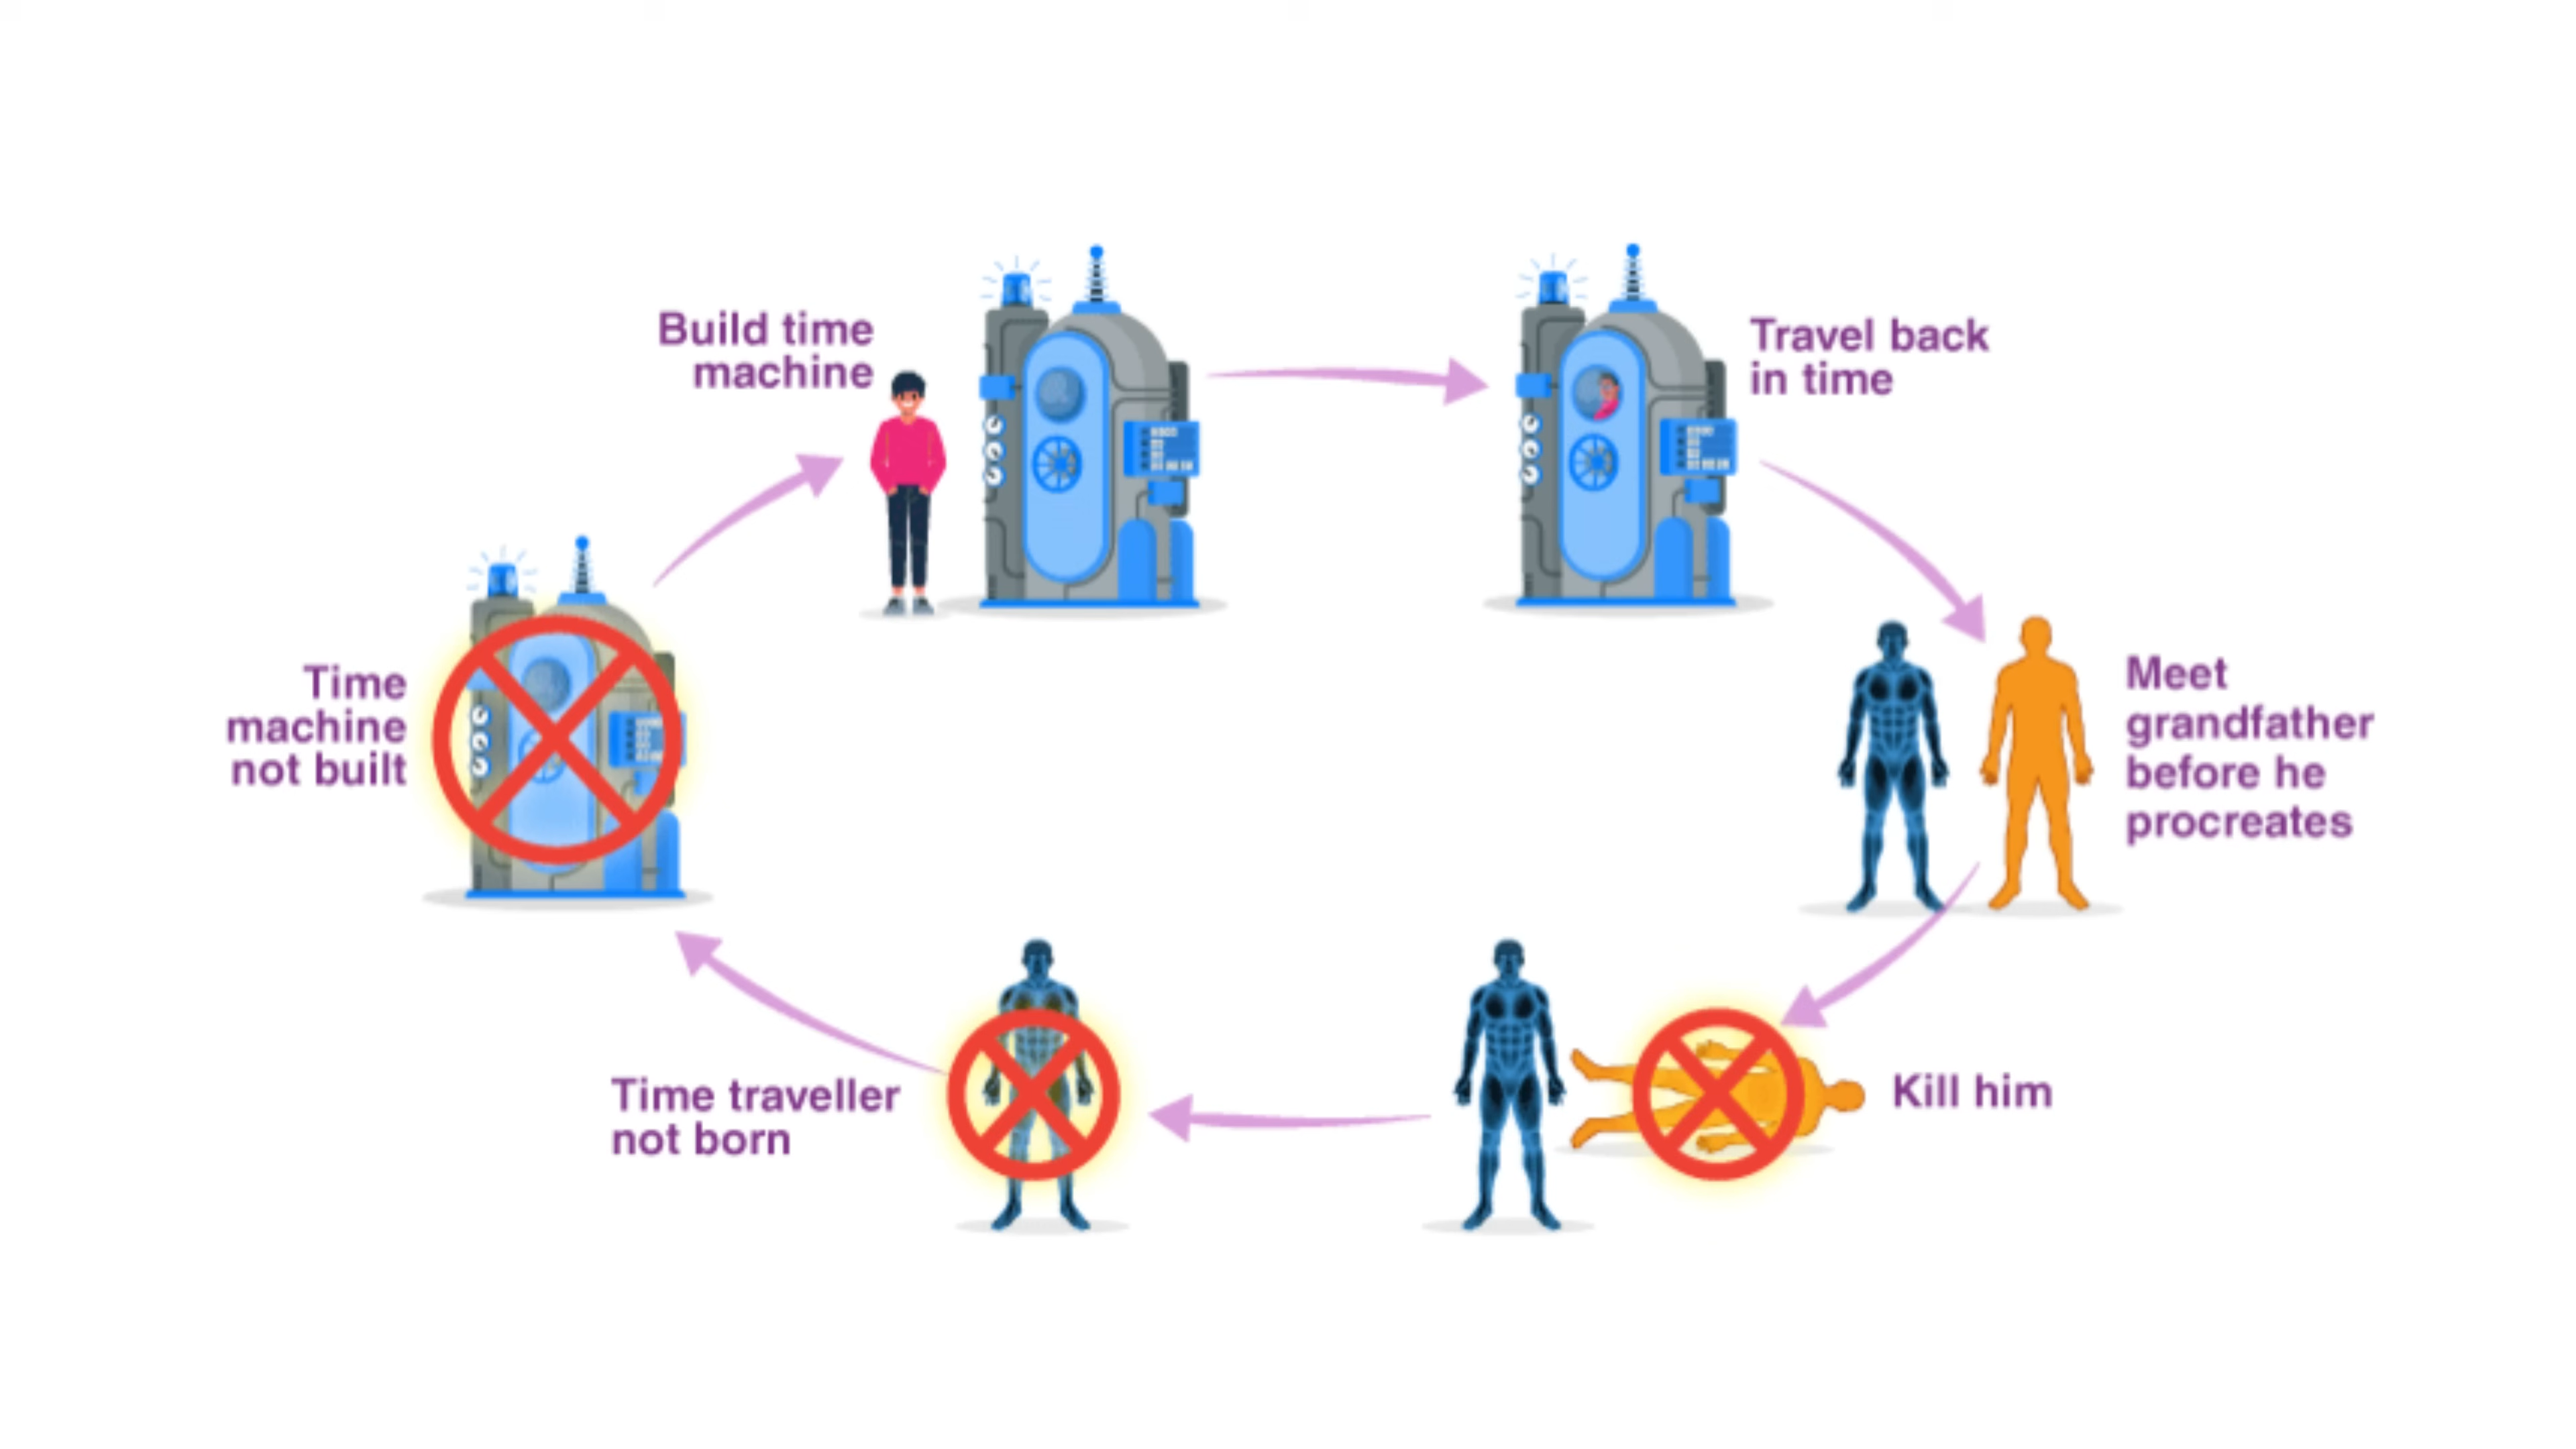 Build time
machine
Travel back
in time
Meet
grandfather
before he
procreates
Kill him
Time traveller
not born
Time
machine
not built